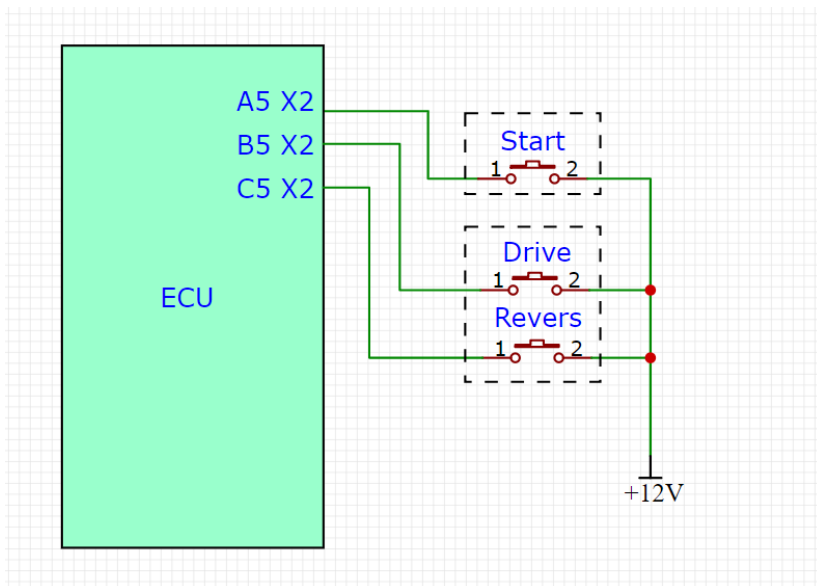 A5 X2
B5 X2
C5 X2
ECU
Start
1 2
Drive
1 2
Revers
1 2
+12V